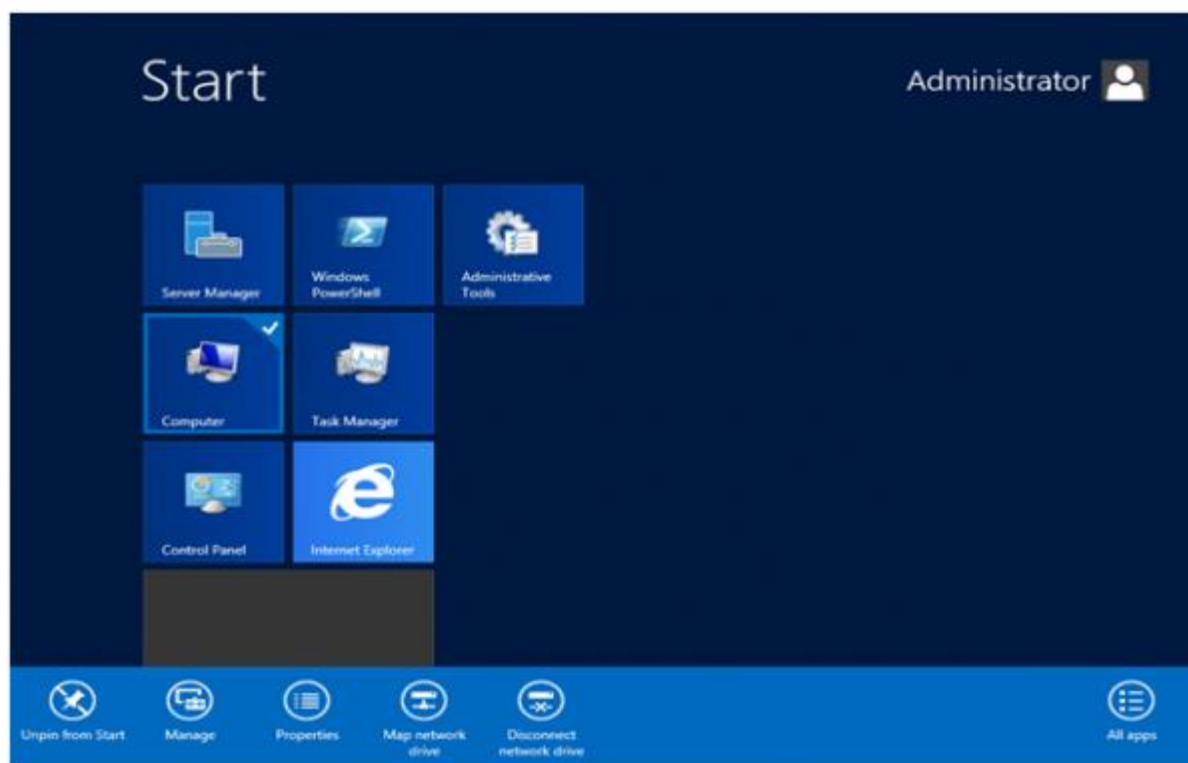 Start
Administrator
Server Manager
Windows
PowerShell
Administrative
Tools
Computer
Task Manager
Control Panel
Internet Explorer
Unpin from Start
Manage
Properties
Map network
drive
Disconnect
network drive
All apps